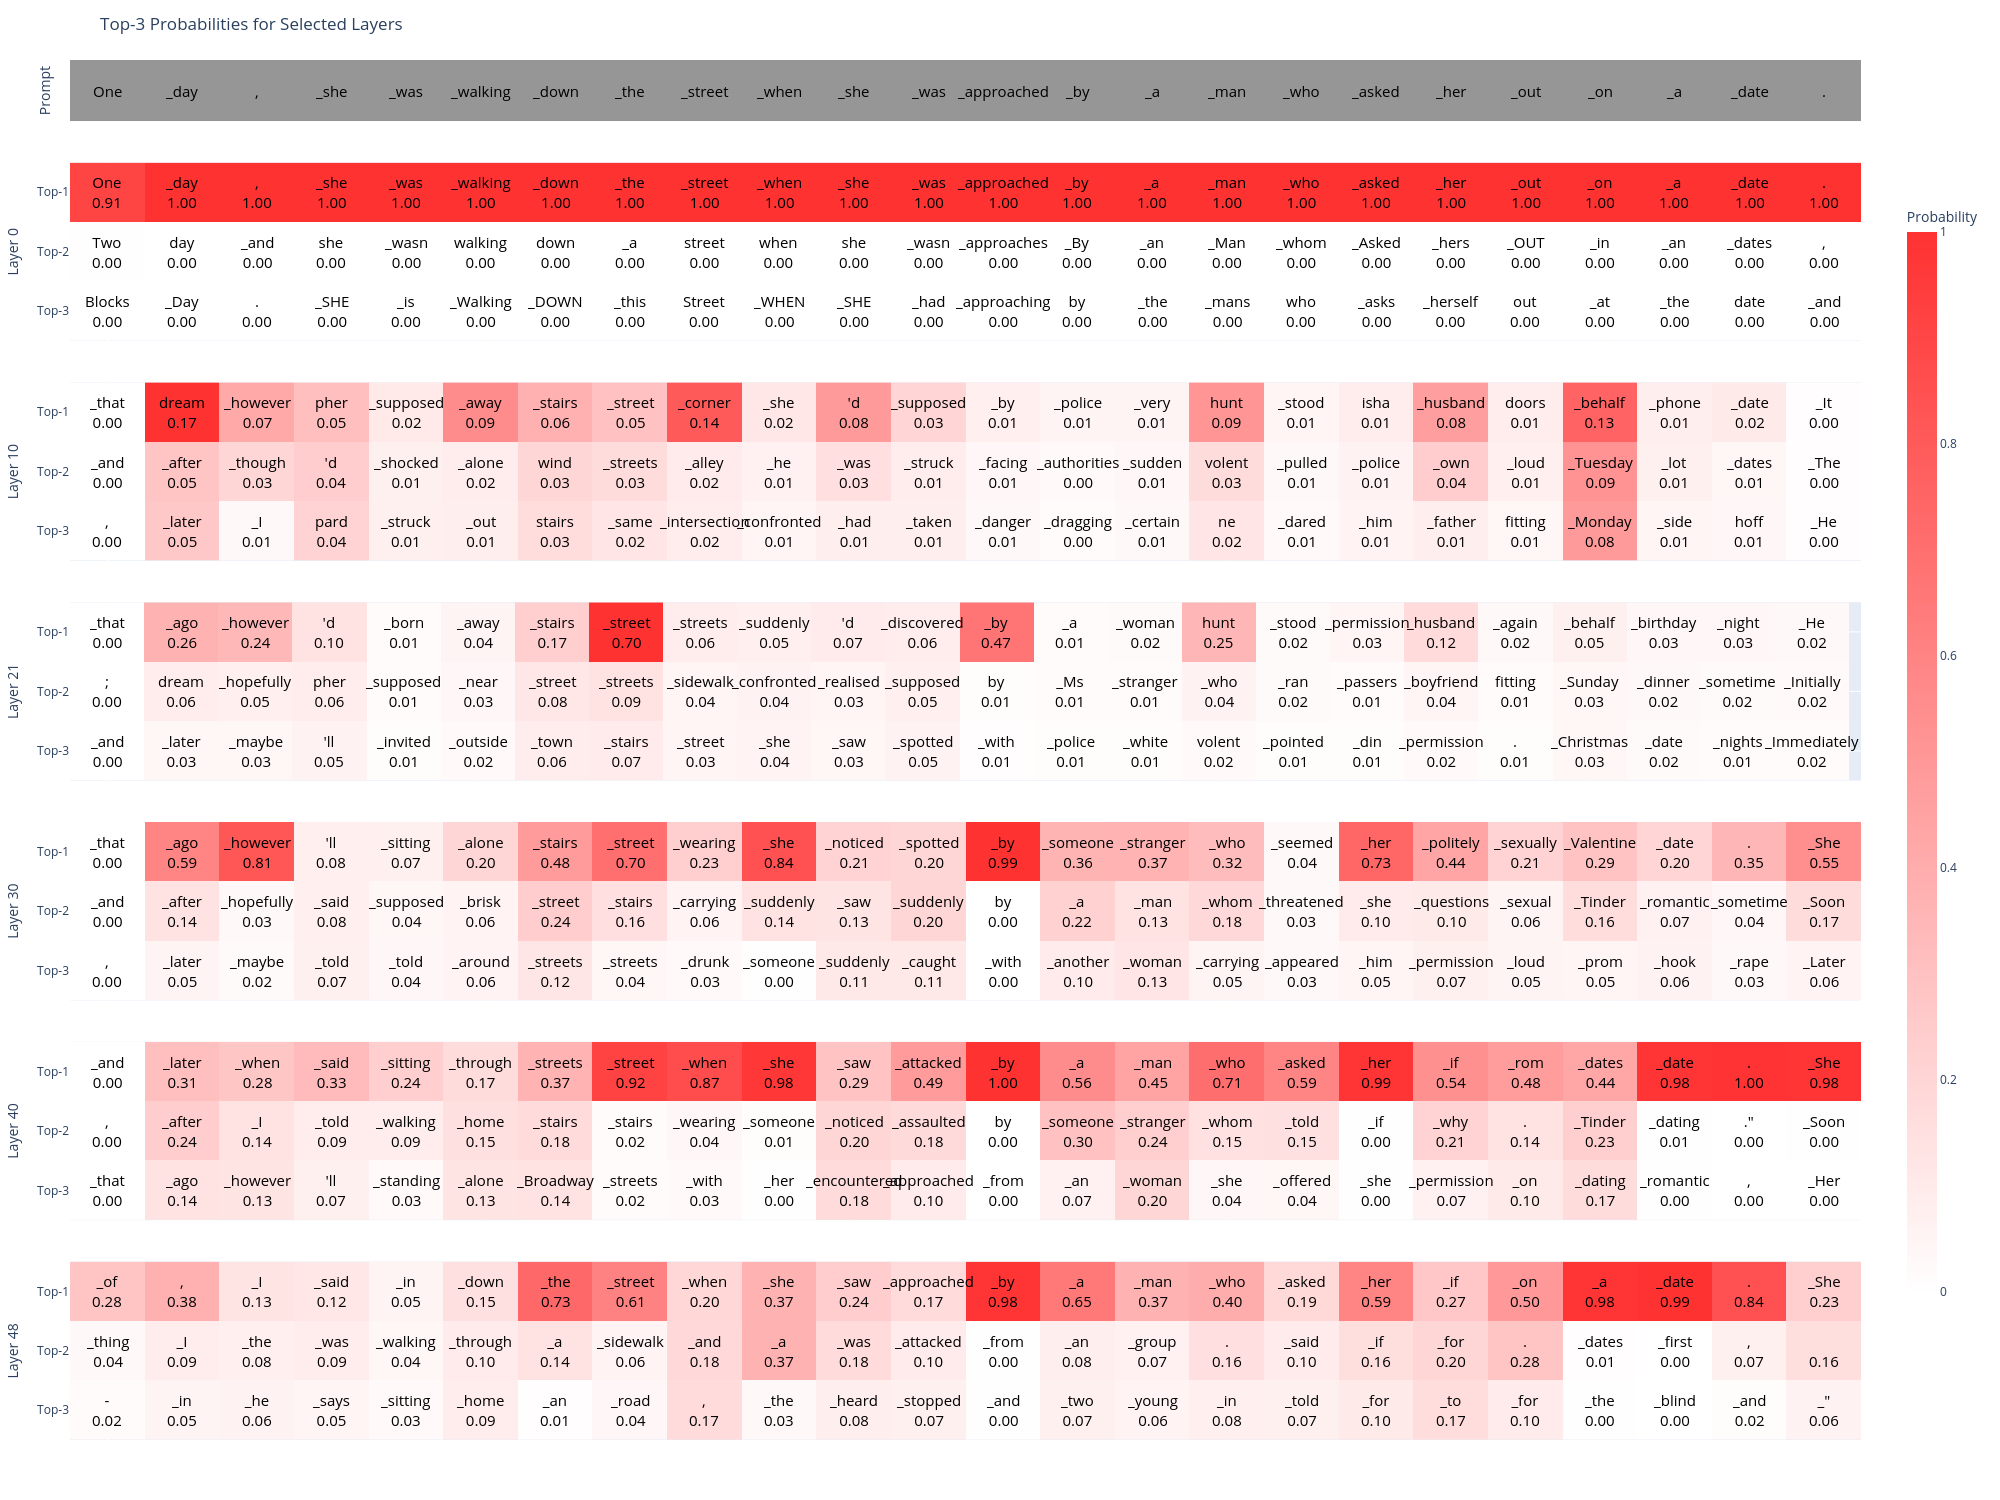 Top-3 Probabilities for Selected Layers
Prompt
One _day , _she _was _walking _down _the _street _when _she _was _approached _by _a _man _who _asked _her _out _on _a _date .
Layer 0
Top-1 One _day , _she _was _walking _down _the _street _when _she _was _approached _by _a _man _who _asked _her _out _on _a _date .
0.91 1.00 1.00 1.00 1.00 1.00 1.00 1.00 1.00 1.00 1.00 1.00 1.00 1.00 1.00 1.00 1.00 1.00 1.00 1.00 1.00 1.00 1.00 1.00
Top-2 Two day _and she _wasn walking down _a street when she _wasn _approaches _By _an _Man _whom _Asked _hers _OUT _in _an _dates ,
0.00 0.00 0.00 0.00 0.00 0.00 0.00 0.00 0.00 0.00 0.00 0.00 0.00 0.00 0.00 0.00 0.00 0.00 0.00 0.00 0.00 0.00 0.00 0.00
Top-3 Blocks _Day . _SHE _is _Walking _DOWN _this Street _WHEN _SHE _had _approaching by _the _mans who _asks _herself out _at _the date _and
0.00 0.00 0.00 0.00 0.00 0.00 0.00 0.00 0.00 0.00 0.00 0.00 0.00 0.00 0.00 0.00 0.00 0.00 0.00 0.00 0.00 0.00 0.00 0.00
Layer 10
Top-1 _that dream _however pher _supposed _away _stairs _street _corner _she 'd _supposed _by _police _very hunt _stood isha _husband doors _behalf _phone _date _It
0.00 0.17 0.07 0.05 0.02 0.09 0.06 0.05 0.14 0.02 0.08 0.03 0.01 0.01 0.01 0.09 0.01 0.01 0.08 0.01 0.13 0.01 0.02 0.00
Top-2 _and _after _though 'd _shocked _alone wind _streets _alley _he _was _struck _facing _authorities _sudden volent _pulled _police _own _loud _Tuesday _lot _dates _The
0.00 0.05 0.03 0.04 0.01 0.02 0.03 0.03 0.02 0.01 0.03 0.01 0.01 0.00 0.01 0.03 0.01 0.01 0.04 0.01 0.09 0.01 0.01 0.00
Top-3 , _later _I pard _struck _out stairs _same _intersection _confronted _had _taken _danger _dragging _certain ne _dared _him _father fitting _Monday _side hoff _He
0.00 0.05 0.01 0.04 0.01 0.01 0.03 0.02 0.02 0.01 0.01 0.01 0.01 0.00 0.01 0.02 0.01 0.01 0.01 0.01 0.08 0.01 0.01 0.00
Layer 21
Top-1 _that _ago _however 'd _born _away _stairs _street _streets _suddenly 'd _discovered _by _a _woman hunt _stood _permission _husband _again _behalf _birthday _night _He
0.00 0.26 0.24 0.10 0.01 0.04 0.17 0.70 0.06 0.05 0.07 0.06 0.47 0.01 0.02 0.25 0.02 0.03 0.12 0.02 0.05 0.03 0.03 0.02
Top-2 ; dream _hopefully pher _supposed _near _street _streets _sidewalk _confronted _realised _supposed by _Ms _stranger _who _ran _passers _boyfriend fitting _Sunday _dinner _sometime _Initially
0.00 0.06 0.05 0.06 0.01 0.03 0.08 0.09 0.04 0.04 0.03 0.05 0.01 0.01 0.01 0.04 0.02 0.01 0.04 0.01 0.03 0.02 0.02 0.02
Top-3 _and _later _maybe 'll _invited _outside _town _stairs _street _she _saw _spotted _with _police _white volent _pointed _din _permission . _Christmas _date _nights _Immediately
0.00 0.03 0.03 0.05 0.01 0.02 0.06 0.07 0.03 0.04 0.03 0.05 0.01 0.01 0.01 0.02 0.01 0.01 0.02 0.01 0.03 0.02 0.01 0.02
Layer 30
Top-1 _that _ago _however 'll _sitting _alone _stairs _street _wearing _she _noticed _spotted _by _someone _stranger _who _seemed _her _politely _sexually _Valentine _date . _She
0.00 0.59 0.81 0.08 0.07 0.20 0.48 0.70 0.23 0.84 0.21 0.20 0.99 0.36 0.37 0.32 0.04 0.73 0.44 0.21 0.29 0.20 0.35 0.55
Top-2 _and _after _hopefully _said _supposed _brisk _street _stairs _carrying _suddenly _saw _suddenly by _a _man _whom _threatened _she _questions _sexual _Tinder _romantic _sometime _Soon
0.00 0.14 0.03 0.08 0.04 0.06 0.24 0.16 0.06 0.14 0.13 0.20 0.00 0.22 0.13 0.18 0.03 0.10 0.10 0.06 0.16 0.07 0.04 0.17
Top-3 , _later _maybe _told _told _around _streets _streets _drunk _someone _suddenly _caught _with _another _woman _carrying _appeared _him _permission _loud _prom _hook _rape _Later
0.00 0.05 0.02 0.07 0.04 0.06 0.12 0.04 0.03 0.00 0.11 0.11 0.00 0.10 0.13 0.05 0.03 0.05 0.07 0.05 0.05 0.06 0.03 0.06
Layer 40
Top-1 _and _later _when _said _sitting _through _streets _street _when _she _saw _attacked _by _a _man _who _asked _her _if _rom _dates _date . _She
0.00 0.31 0.28 0.33 0.24 0.17 0.37 0.92 0.87 0.98 0.29 0.49 1.00 0.56 0.45 0.71 0.59 0.99 0.54 0.48 0.44 0.98 1.00 0.98
Top-2 , _after _I _told _walking _home _stairs _stairs _wearing _someone _noticed _assaulted by _someone _stranger _whom _told _if _why . _Tinder _dating ." _Soon
0.00 0.24 0.14 0.09 0.09 0.15 0.18 0.02 0.04 0.01 0.20 0.18 0.00 0.30 0.24 0.15 0.15 0.00 0.21 0.14 0.23 0.01 0.00 0.00
Top-3 _that _ago _however 'll _standing _alone _Broadway _streets _with _her _encountered _approached _from _an _woman _she _offered _she _permission _on _dating _romantic , _Her
0.00 0.14 0.13 0.07 0.03 0.13 0.14 0.02 0.03 0.00 0.18 0.10 0.00 0.07 0.20 0.04 0.04 0.00 0.07 0.10 0.17 0.00 0.00 0.00
Layer 48
Top-1 _of , _I _said _in _down _the _street _when _she _saw _approached _by _a _man _who _asked _her _if _on _a _date . _She
0.28 0.38 0.13 0.12 0.05 0.15 0.73 0.61 0.20 0.37 0.24 0.17 0.98 0.65 0.37 0.40 0.19 0.59 0.27 0.50 0.98 0.99 0.84 0.23
Top-2 _thing _I _the _was _walking _through _a _sidewalk _and _a _was _attacked _from _an _group . _said _if _for . _dates _first ,
0.04 0.09 0.08 0.09 0.04 0.10 0.14 0.06 0.18 0.37 0.18 0.10 0.00 0.08 0.07 0.16 0.10 0.16 0.20 0.28 0.01 0.00 0.07 0.16
Top-3 - _in _he _says _sitting _home _an _road , _the _heard _stopped _and _two _young _in _told _for _to _for _the _blind _and _"
0.02 0.05 0.06 0.05 0.03 0.09 0.01 0.04 0.17 0.03 0.08 0.07 0.00 0.07 0.06 0.08 0.07 0.10 0.17 0.10 0.00 0.00 0.02 0.06
Probability
1
0.8
0.6
0.4
0.2
0